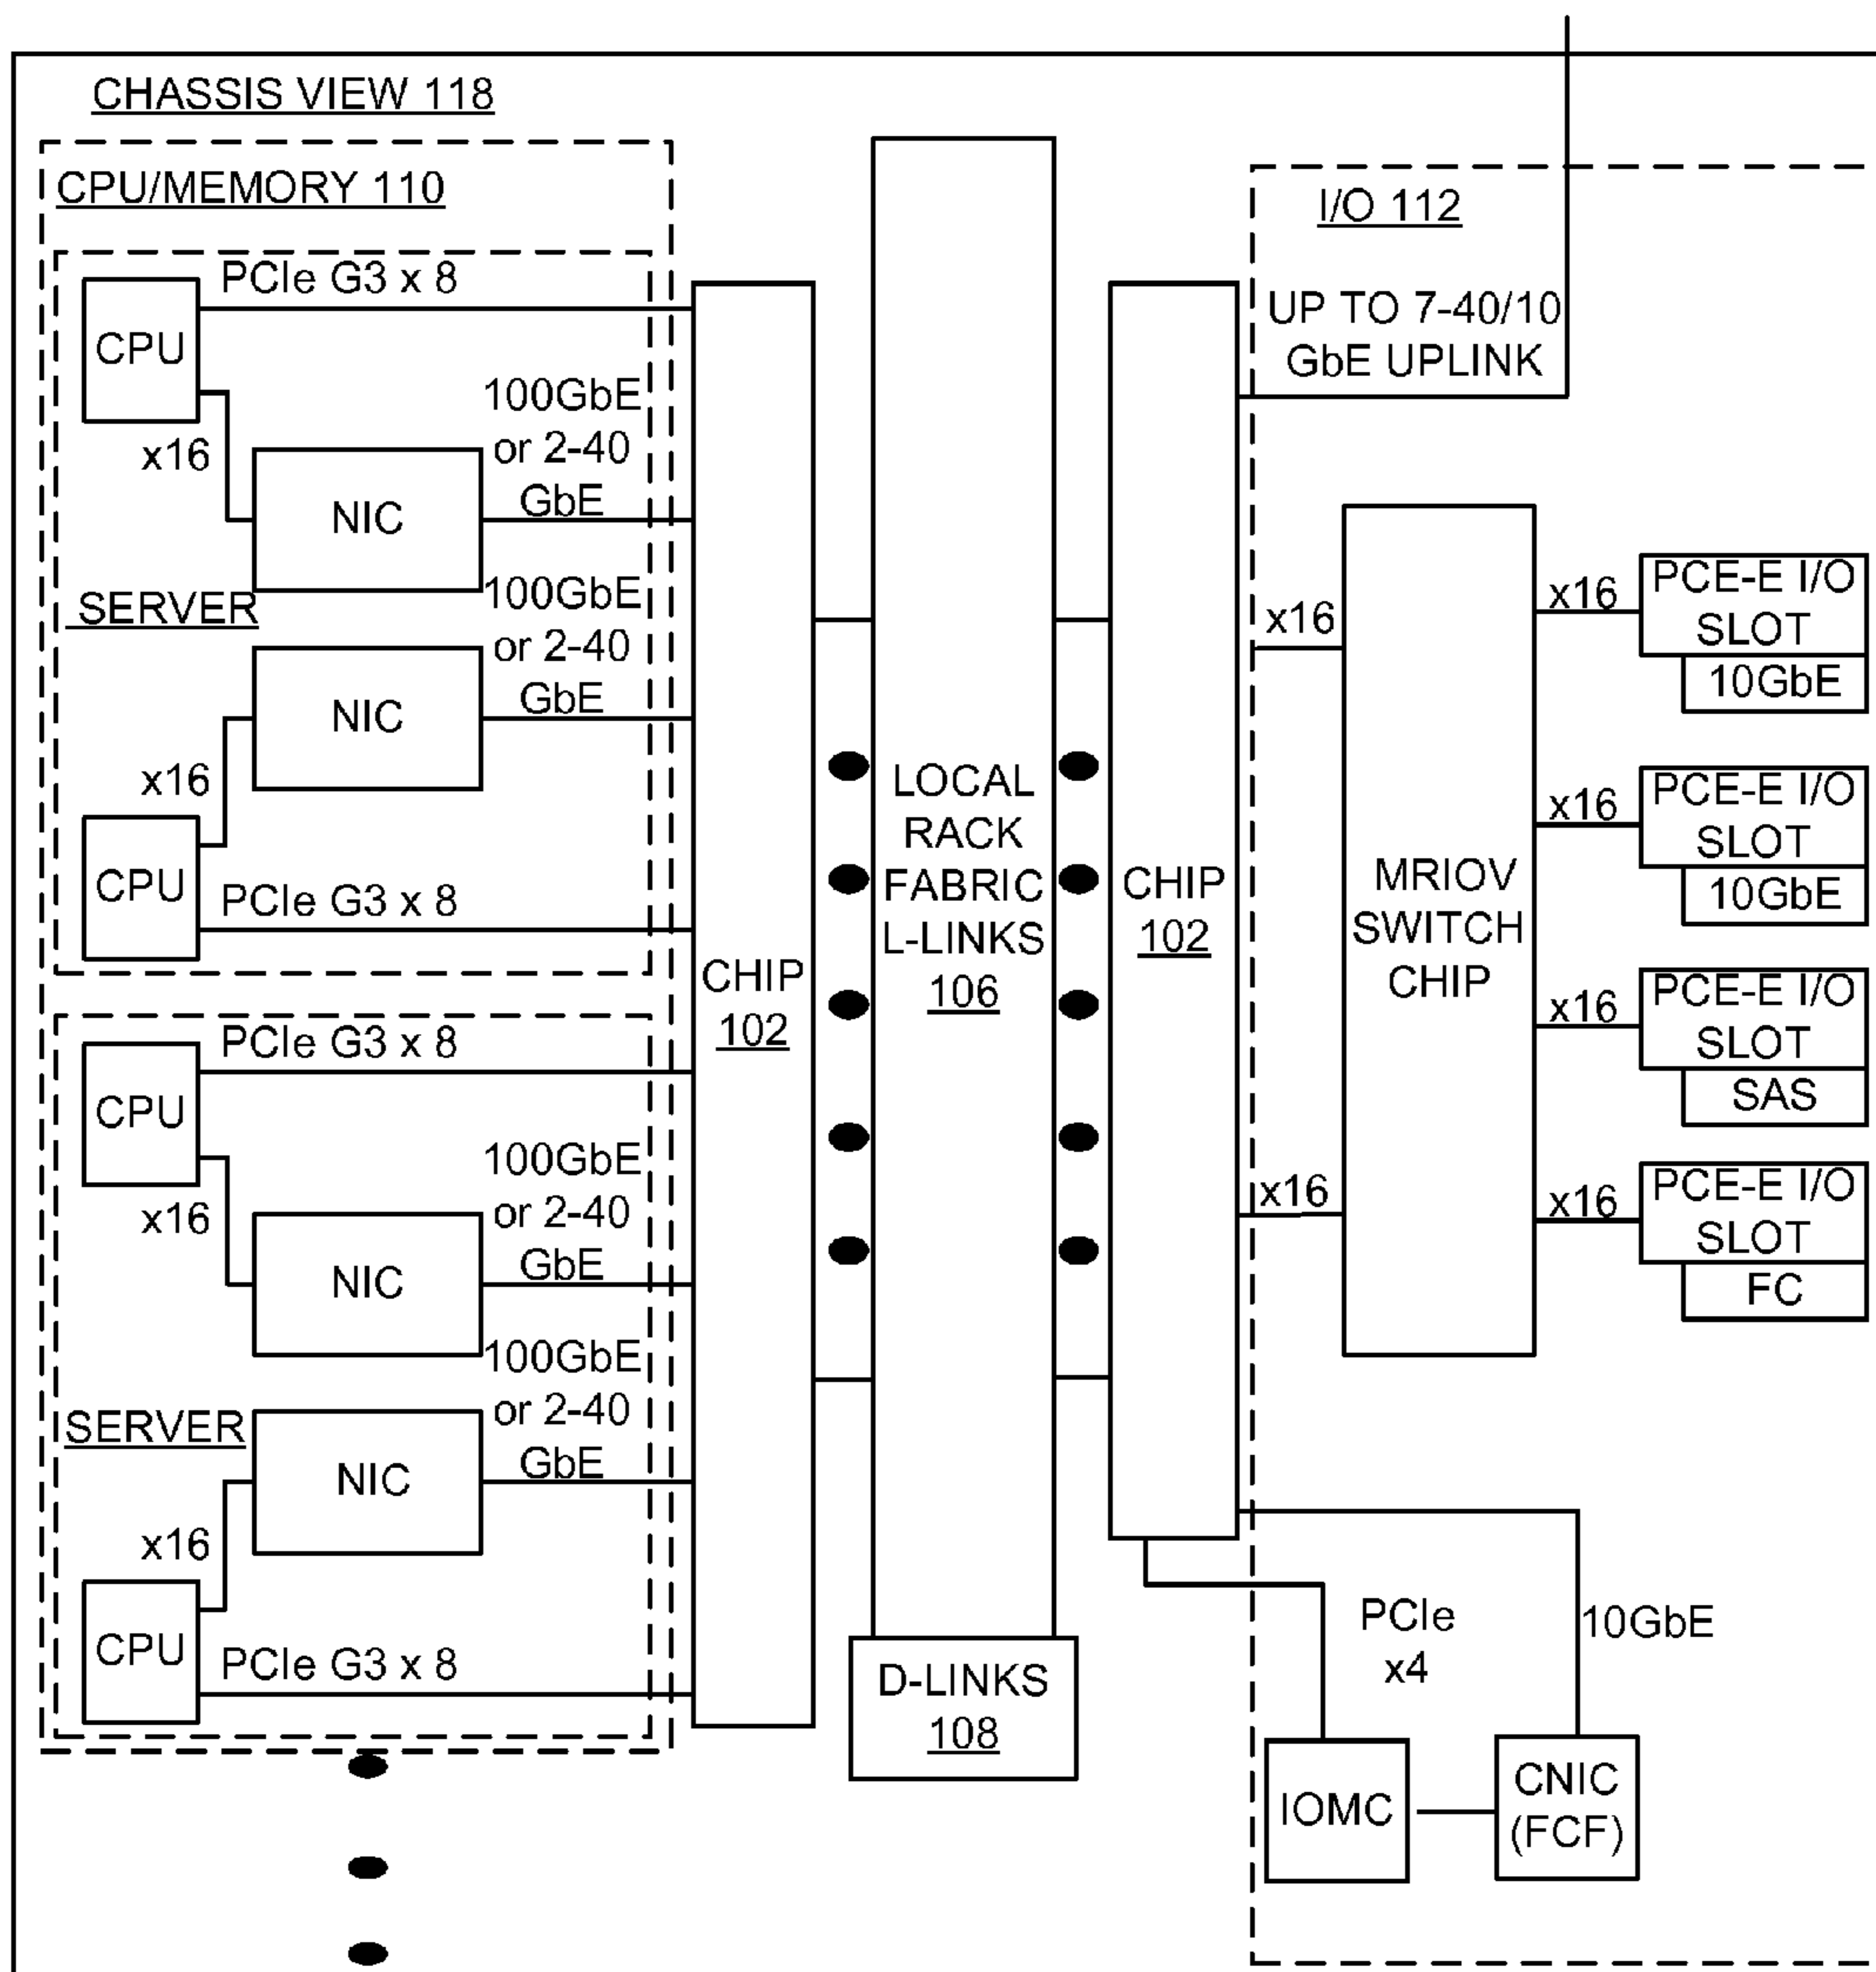 CHASSIS VIEW 118
CPU/MEMORY 110
PCIe G3 x 8
CPU
x16
100GbE
or 2-40
GbE
NIC
SERVER
100GbE
or 2-40
GbE
NIC
x16
CPU
PCIe G3 x 8
PCIe G3 x 8
CPU
x16
100GbE
or 2-40
GbE
NIC
SERVER
100GbE
or 2-40
GbE
NIC
x16
CPU
PCIe G3 x 8
CHIP
102
LOCAL
RACK
FABRIC
L-LINKS
106
D-LINKS
108
CHIP
102
I/O 112
UP TO 7-40/10
GbE UPLINK
x16
x16
MRIOV
SWITCH
CHIP
x16
PCE-E I/O
SLOT
10GbE
x16
PCE-E I/O
SLOT
10GbE
x16
PCE-E I/O
SLOT
SAS
x16
PCE-E I/O
SLOT
FC
PCIe
x4
10GbE
IOMC
CNIC
(FCF)